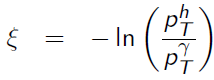 ξ = − ln ( p_T^h / p_T^γ )